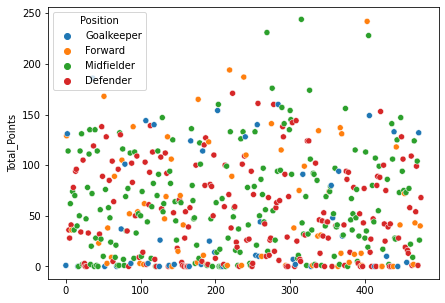 Position
Goalkeeper
Forward
Midfielder
Defender
Total_Points
250
200
150
100
50
0
0 100 200 300 400